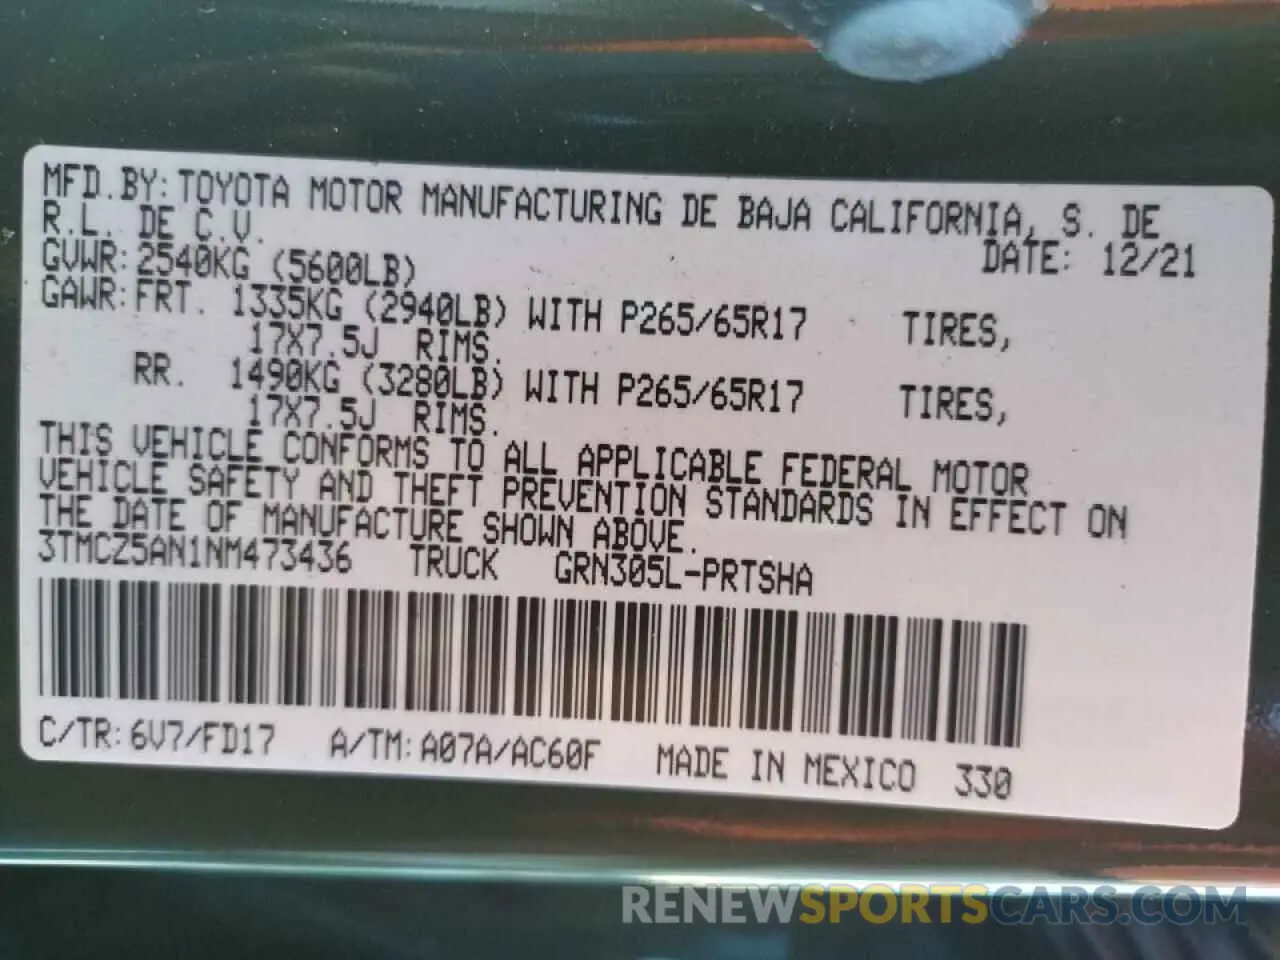 MFD.BY: TOYOTA MOTOR MANUFACTURING DE BAJA CALIFORNIA, S. DE
R.L. DE C.V.
DATE: 12/21
GVWR: 2540KG (5600LB)
GAWR: FRT. 1335KG (2940LB) WITH P265/65R17 TIRES,
17X7.5J RIMS.
RR. 1490KG (3280LB) WITH P265/65R17 TIRES,
17X7.5J RIMS.
THIS VEHICLE CONFORMS TO ALL APPLICABLE FEDERAL MOTOR
VEHICLE SAFETY AND THEFT PREVENTION STANDARDS IN EFFECT ON
THE DATE OF MANUFACTURE SHOWN ABOVE.
3TMCZ5AN1NM473436 TRUCK GRN305L-PRTSHA
C/TR: 6V7/FD17 A/TM: A07A/AC60F MADE IN MEXICO 330
RENEWSPORTSCARS.COM